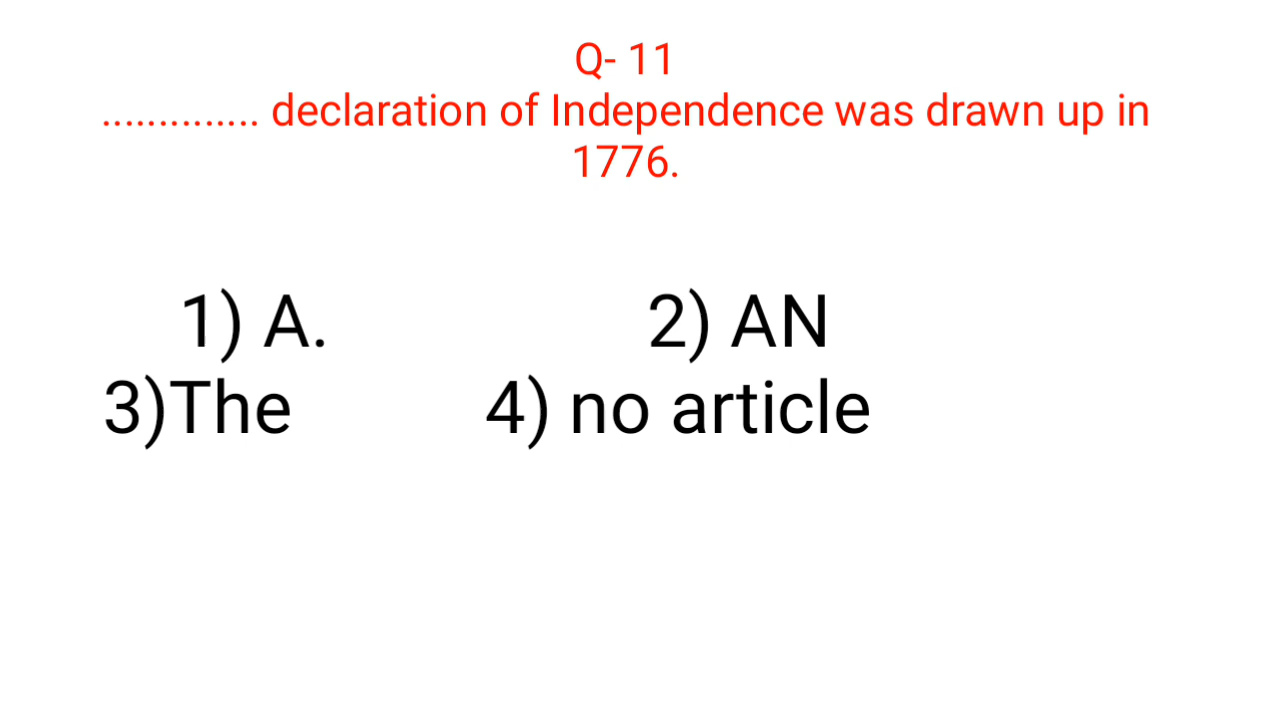 Q- 11
.............. declaration of Independence was drawn up in
1776.
1) A. 2) AN
3)The 4) no article